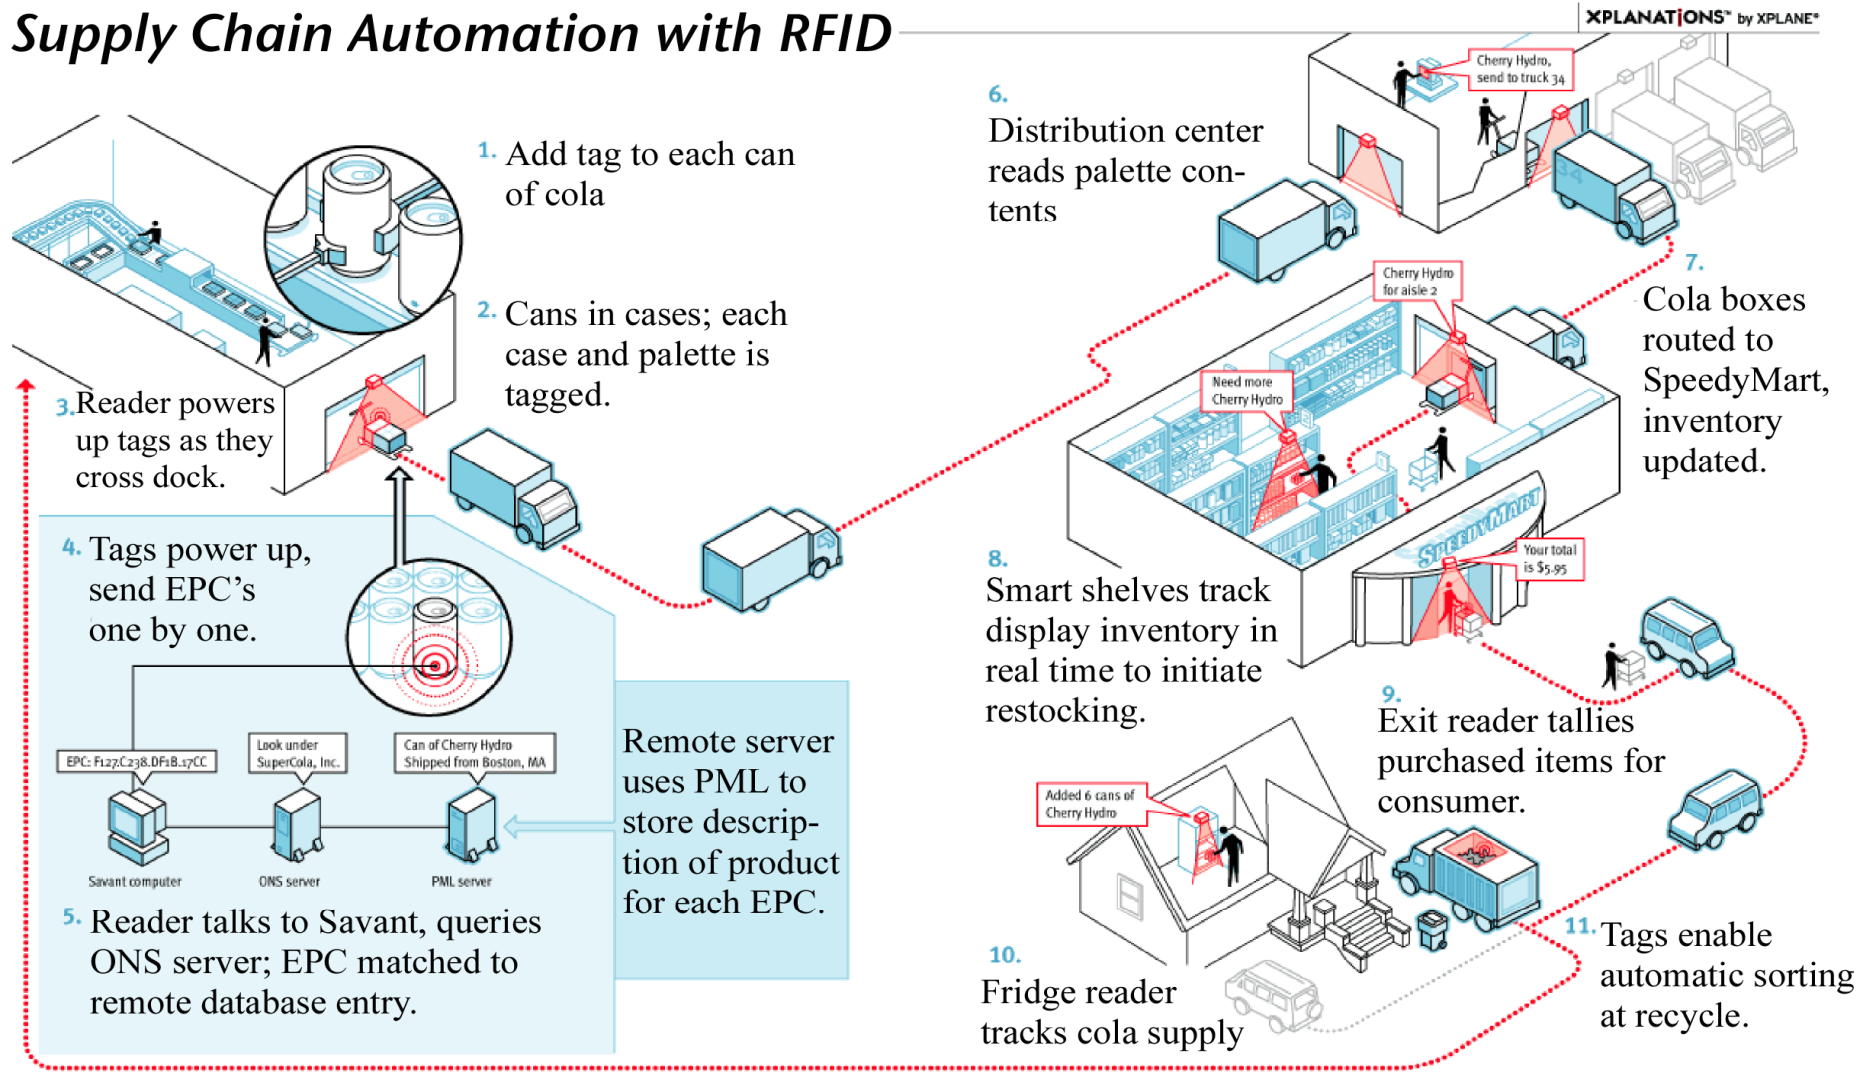 Supply Chain Automation with RFID
XPLANATiONS™ by XPLANE®
1. Add tag to each can
of cola
2. Cans in cases; each
case and palette is
tagged.
3. Reader powers
up tags as they
cross dock.
4. Tags power up,
send EPC's
one by one.
EPC: F127.C238.DF1B.17CC
Look under
SuperCola, Inc.
Can of Cherry Hydro
Shipped from Boston, MA
Savant computer
ONS server
PML server
Remote server
uses PML to
store descrip-
tion of product
for each EPC.
5. Reader talks to Savant, queries
ONS server; EPC matched to
remote database entry.
6.
Distribution center
reads palette con-
tents
Cherry Hydro,
send to truck 34
34
7.
Cola boxes
routed to
SpeedyMart,
inventory
updated.
Cherry Hydro
for aisle 2
Need more
Cherry Hydro
SPEEDYMART
Your total
is $5.95
8.
Smart shelves track
display inventory in
real time to initiate
restocking.
9.
Exit reader tallies
purchased items for
consumer.
Added 6 cans of
Cherry Hydro
10.
Fridge reader
tracks cola supply
11. Tags enable
automatic sorting
at recycle.